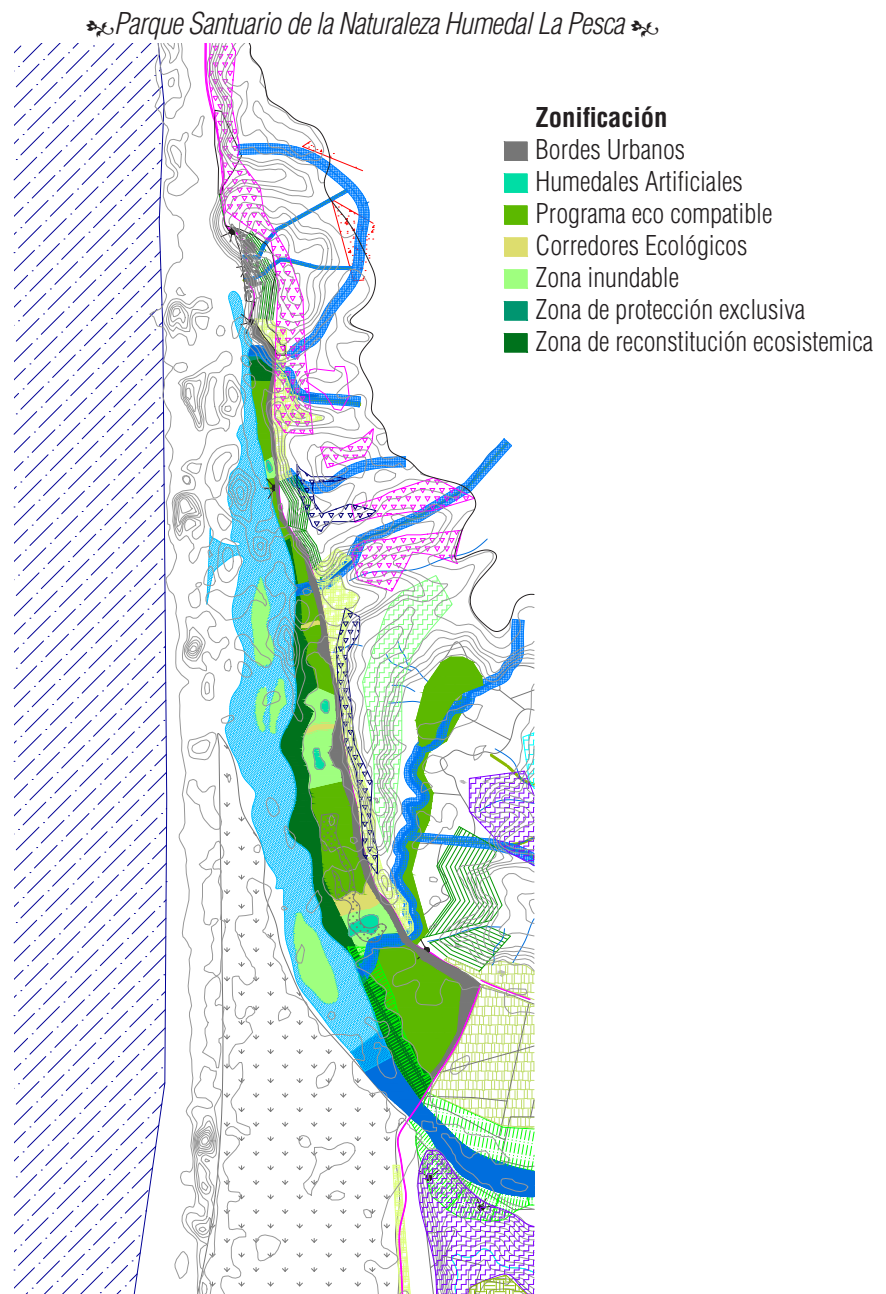 Parque Santuario de la Naturaleza Humedal La Pesca
Zonificación
Bordes Urbanos
Humedales Artificiales
Programa eco compatible
Corredores Ecológicos
Zona inundable
Zona de protección exclusiva
Zona de reconstitución ecosistemica